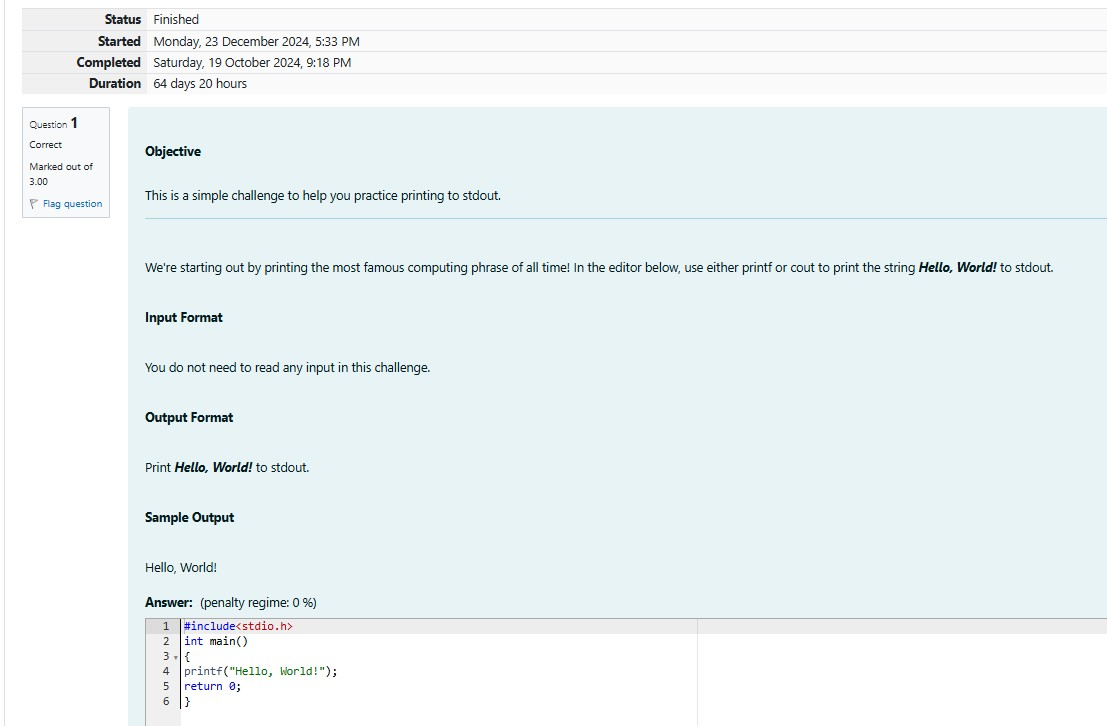 Status Finished
Started Monday, 23 December 2024, 5:33 PM
Completed Saturday, 19 October 2024, 9:18 PM
Duration 64 days 20 hours
Question 1
Correct
Marked out of
3.00
Flag question
Objective
This is a simple challenge to help you practice printing to stdout.
We're starting out by printing the most famous computing phrase of all time! In the editor below, use either printf or cout to print the string Hello, World! to stdout.
Input Format
You do not need to read any input in this challenge.
Output Format
Print Hello, World! to stdout.
Sample Output
Hello, World!
Answer: (penalty regime: 0 %)
1 #include<stdio.h>
2 int main()
3 {
4 printf("Hello, World!");
5 return 0;
6 }